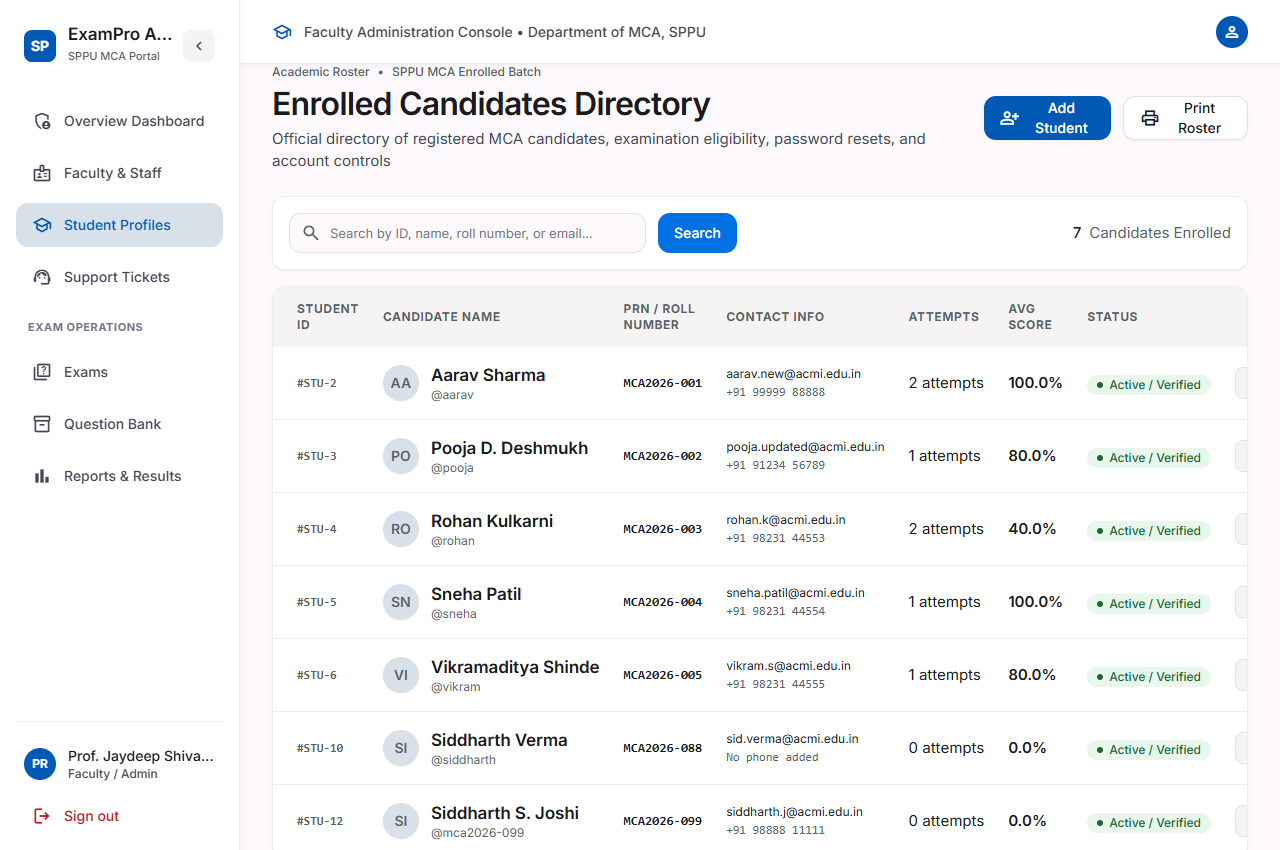 SP
ExamPro A...
SPPU MCA Portal
Overview Dashboard
Faculty & Staff
Student Profiles
Support Tickets
EXAM OPERATIONS
Exams
Question Bank
Reports & Results
PR
Prof. Jaydeep Shiva...
Faculty / Admin
Sign out
Faculty Administration Console • Department of MCA, SPPU
Academic Roster • SPPU MCA Enrolled Batch
Enrolled Candidates Directory
Official directory of registered MCA candidates, examination eligibility, password resets, and
account controls
Add
Student
Print
Roster
Search by ID, name, roll number, or email...
Search
7 Candidates Enrolled
STUDENT ID CANDIDATE NAME PRN / ROLL NUMBER CONTACT INFO ATTEMPTS AVG SCORE STATUS
#STU-2 AA Aarav Sharma MCA2026-001 aarav.new@acmi.edu.in 2 attempts 100.0% Active / Verified
@aarav +91 99999 88888
#STU-3 PO Pooja D. Deshmukh MCA2026-002 pooja.updated@acmi.edu.in 1 attempts 80.0% Active / Verified
@pooja +91 91234 56789
#STU-4 RO Rohan Kulkarni MCA2026-003 rohan.k@acmi.edu.in 2 attempts 40.0% Active / Verified
@rohan +91 98231 44553
#STU-5 SN Sneha Patil MCA2026-004 sneha.patil@acmi.edu.in 1 attempts 100.0% Active / Verified
@sneha +91 98231 44554
#STU-6 VI Vikramaditya Shinde MCA2026-005 vikram.s@acmi.edu.in 1 attempts 80.0% Active / Verified
@vikram +91 98231 44555
#STU-10 SI Siddharth Verma MCA2026-088 sid.verma@acmi.edu.in 0 attempts 0.0% Active / Verified
@siddharth No phone added
#STU-12 SI Siddharth S. Joshi MCA2026-099 siddharth.j@acmi.edu.in 0 attempts 0.0% Active / Verified
@mca2026-099 +91 98888 11111